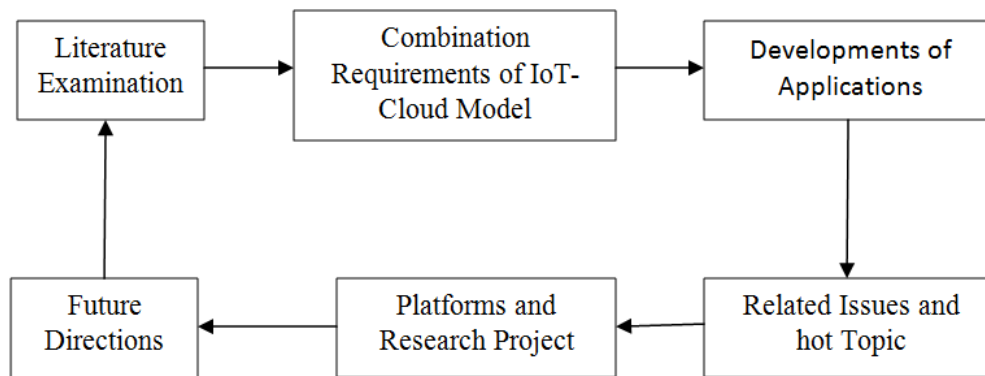 Literature
Examination
Combination
Requirements of IoT-
Cloud Model
Developments of
Applications
Future
Directions
Platforms and
Research Project
Related Issues and
hot Topic